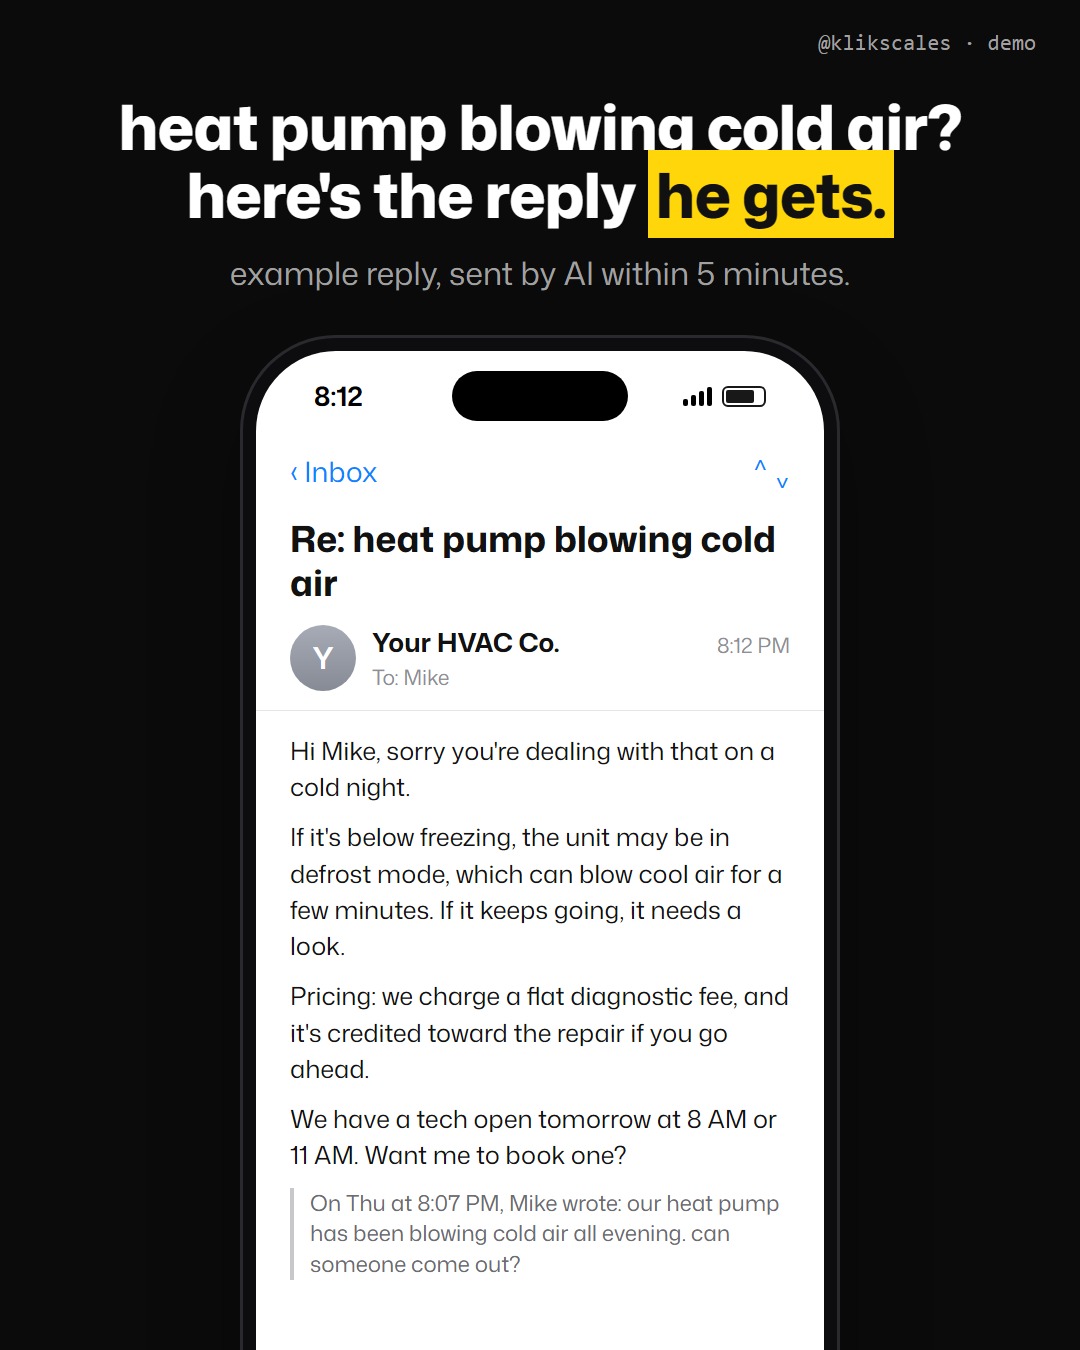 @klikscales · demo
heat pump blowing cold air?
here's the reply he gets.
example reply, sent by AI within 5 minutes.
8:12
‹ Inbox
Re: heat pump blowing cold
air
Y
Your HVAC Co.
8:12 PM
To: Mike
Hi Mike, sorry you're dealing with that on a
cold night.
If it's below freezing, the unit may be in
defrost mode, which can blow cool air for a
few minutes. If it keeps going, it needs a
look.
Pricing: we charge a flat diagnostic fee, and
it's credited toward the repair if you go
ahead.
We have a tech open tomorrow at 8 AM or
11 AM. Want me to book one?
On Thu at 8:07 PM, Mike wrote: our heat pump
has been blowing cold air all evening. can
someone come out?